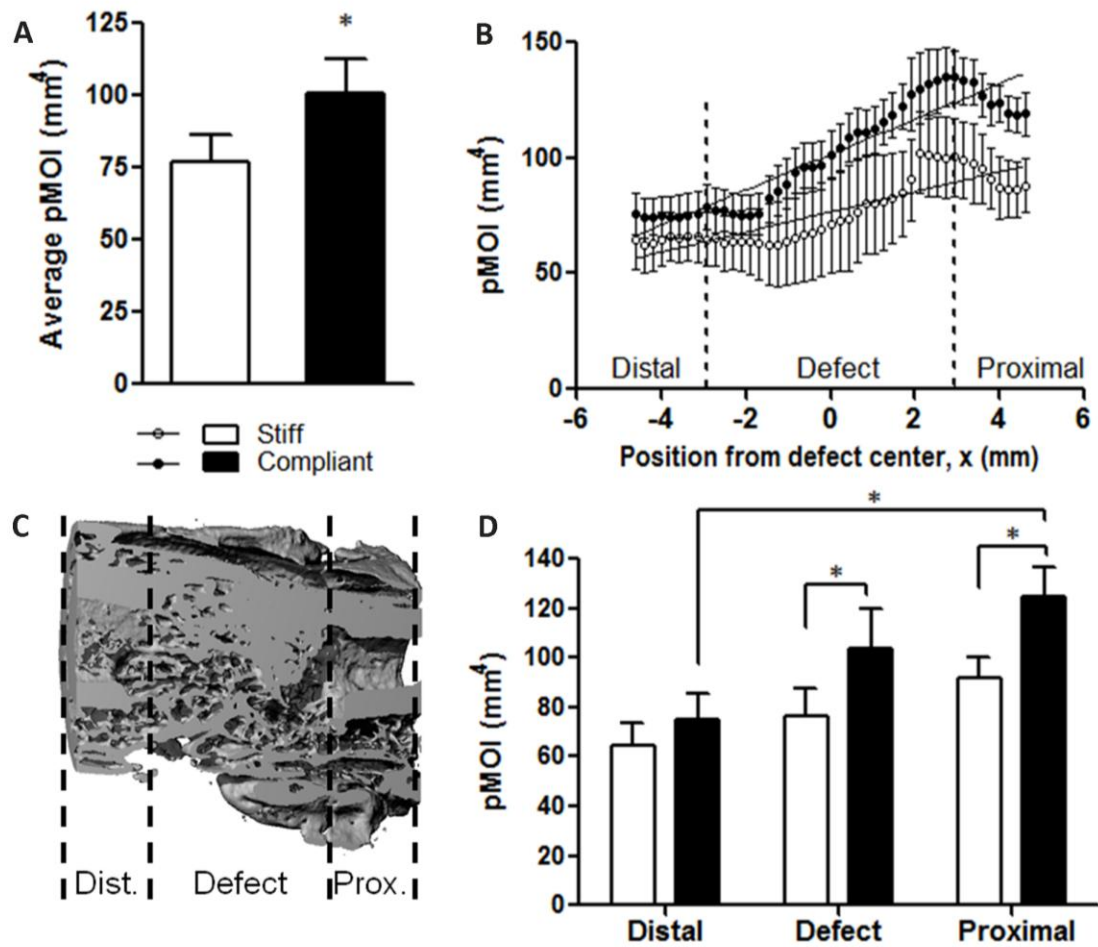 A
*
125
100
75
50
25
0
Average pMOI (mm⁴)
Stiff
Compliant
B
150
100
50
0
pMOI (mm⁴)
Distal Defect Proximal
-6 -4 -2 0 2 4 6
Position from defect center, x (mm)
C
Dist. Defect Prox.
D
*
*
*
140
120
100
80
60
40
20
0
pMOI (mm⁴)
Distal Defect Proximal